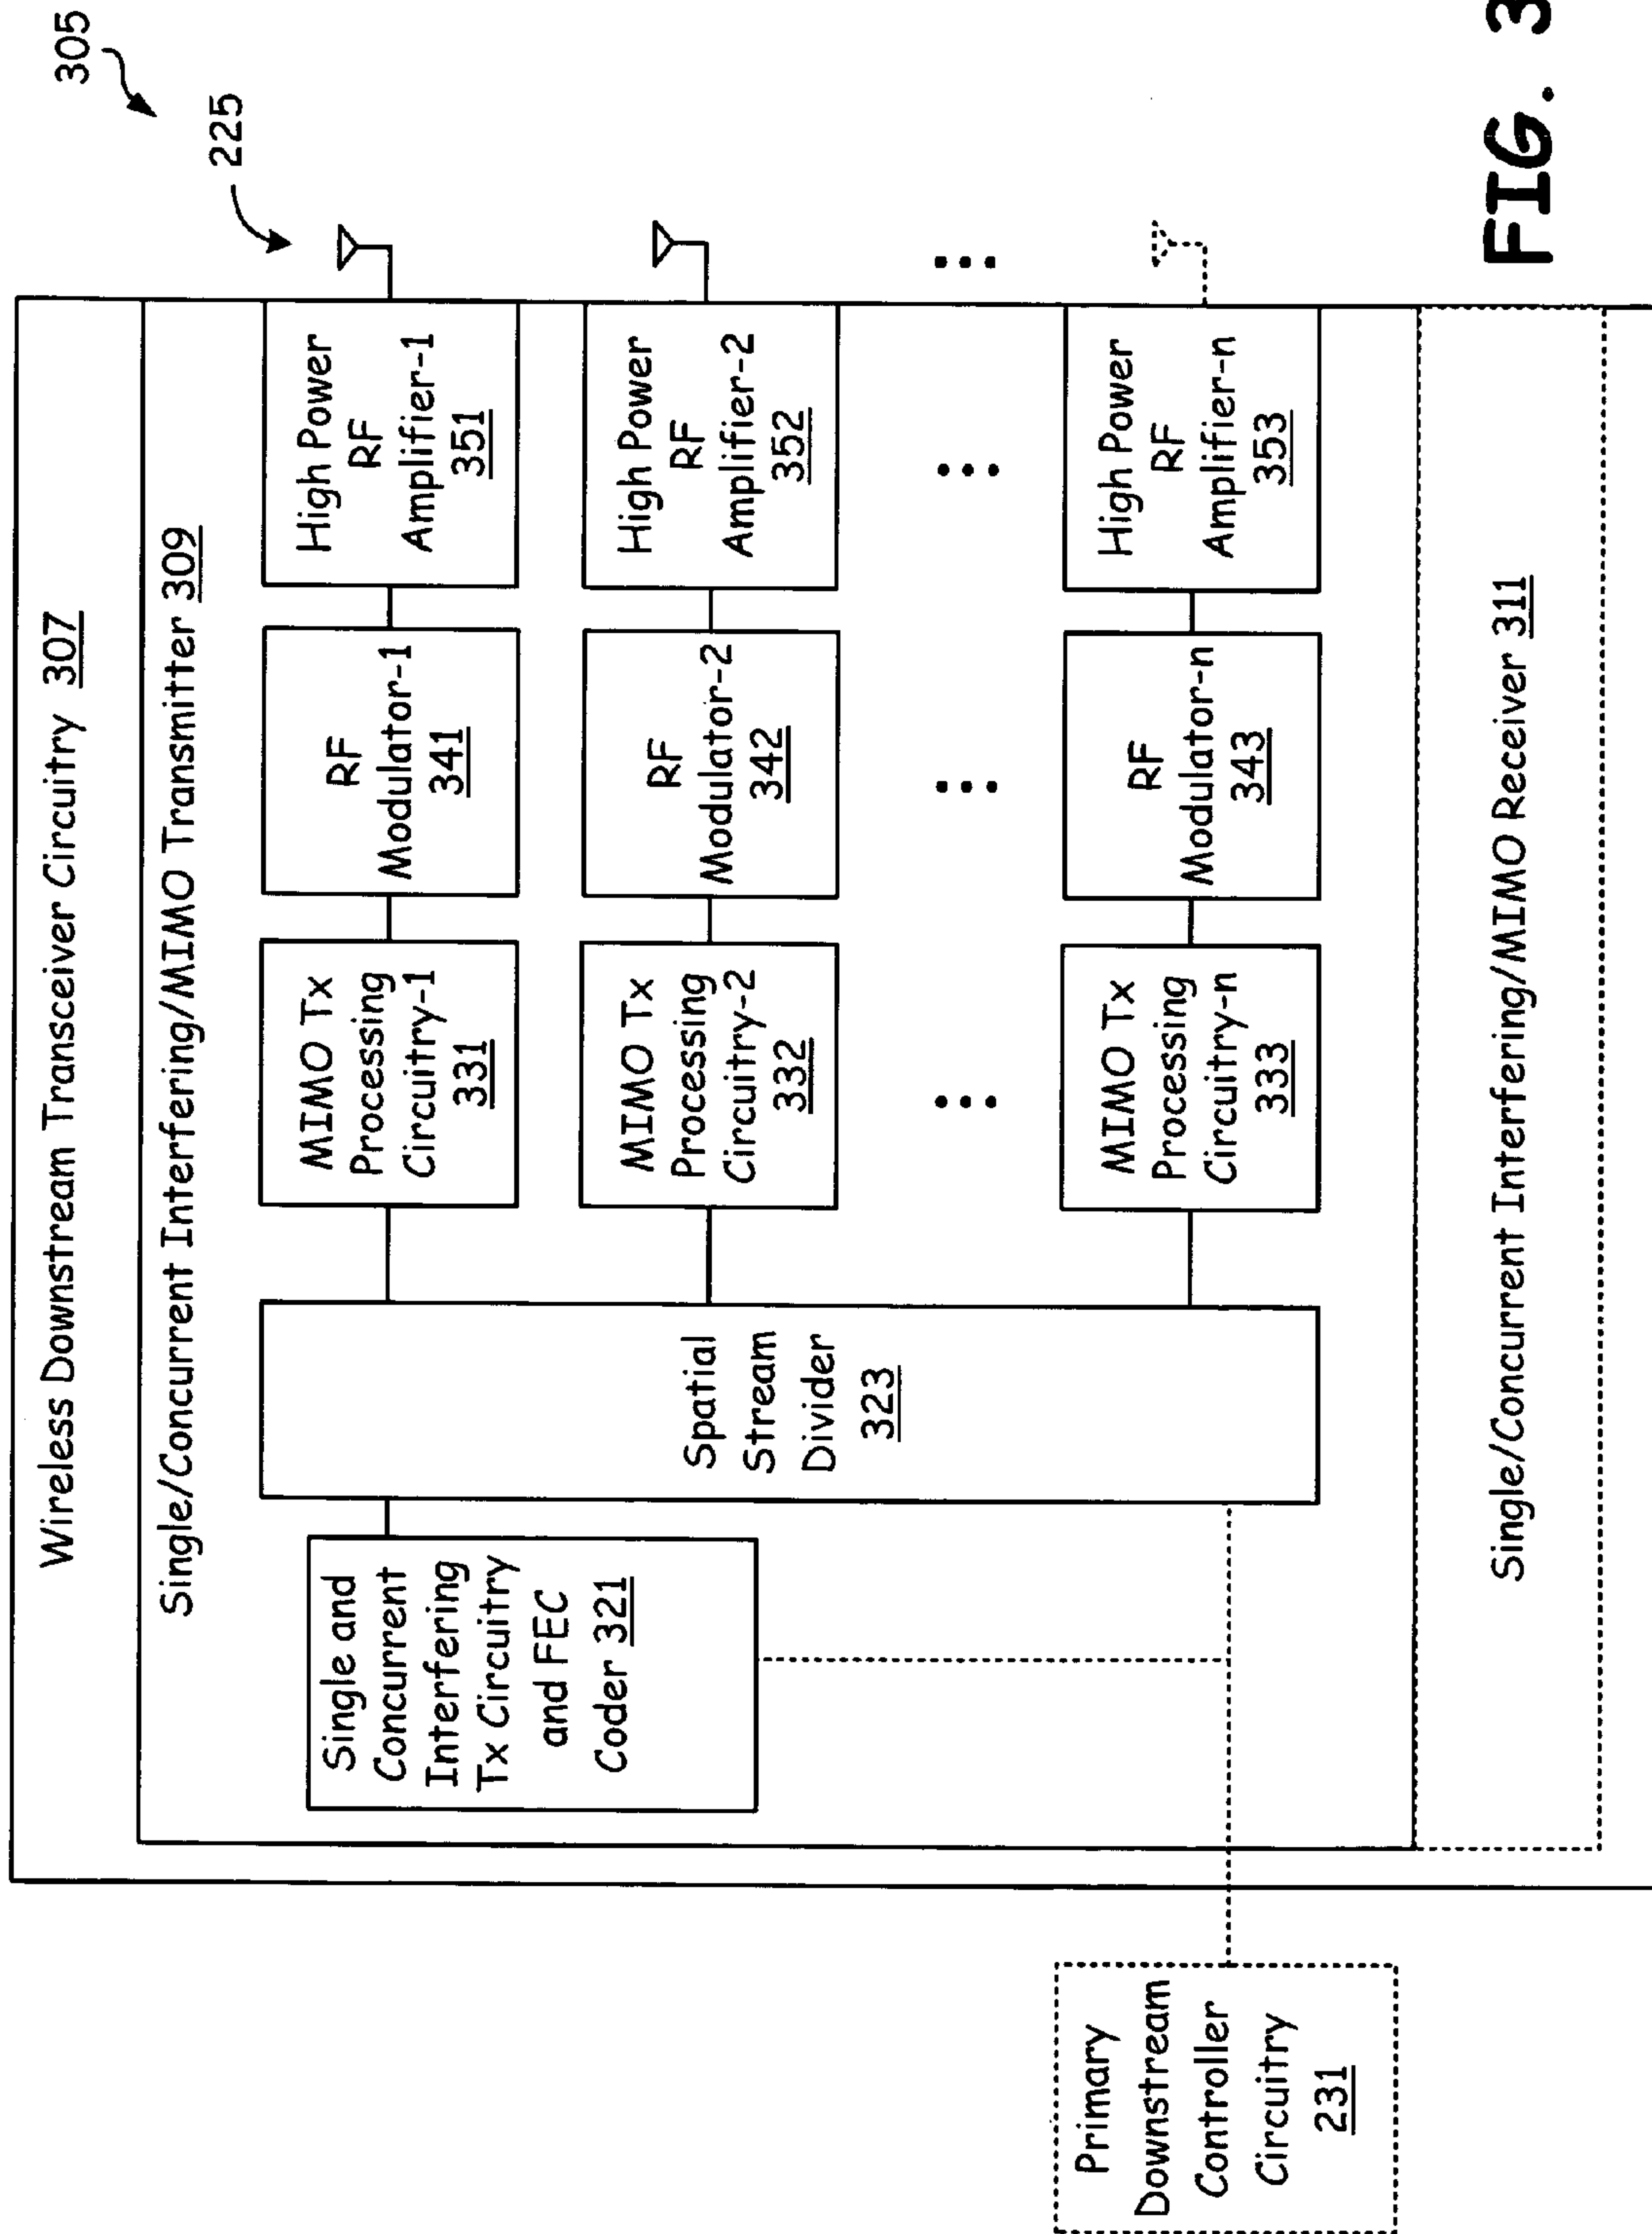 305
225
Wireless Downstream Transceiver Circuitry 307
Single/Concurrent Interfering/MIMO Transmitter 309
Single and
Concurrent
Interfering
Tx Circuitry
and FEC
Coder 321
Spatial
Stream
Divider
323
MIMO Tx
Processing
Circuitry-1
331
RF
Modulator-1
341
High Power
RF
Amplifier-1
351
MIMO Tx
Processing
Circuitry-2
332
RF
Modulator-2
342
High Power
RF
Amplifier-2
352
...
...
...
...
MIMO Tx
Processing
Circuitry-n
333
RF
Modulator-n
343
High Power
RF
Amplifier-n
353
Primary
Downstream
Controller
Circuitry
231
Single/Concurrent Interfering/MIMO Receiver 311
FIG. 3